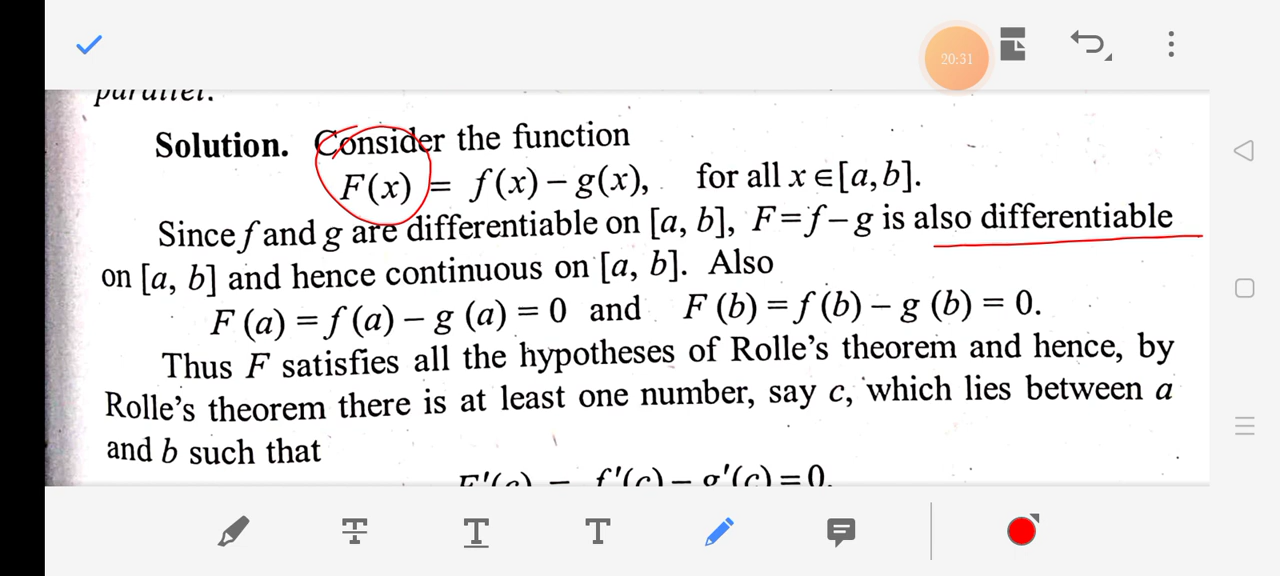 20:31
parallel.
Solution. Consider the function
F(x) = f(x) – g(x), for all x ∈ [a, b].
Since f and g are differentiable on [a, b], F = f – g is also differentiable
on [a, b] and hence continuous on [a, b]. Also
F (a) = f (a) – g (a) = 0 and F (b) = f (b) – g (b) = 0.
Thus F satisfies all the hypotheses of Rolle's theorem and hence, by
Rolle's theorem there is at least one number, say c, which lies between a
and b such that
F'(c) = f'(c) – g'(c) = 0.
T T T